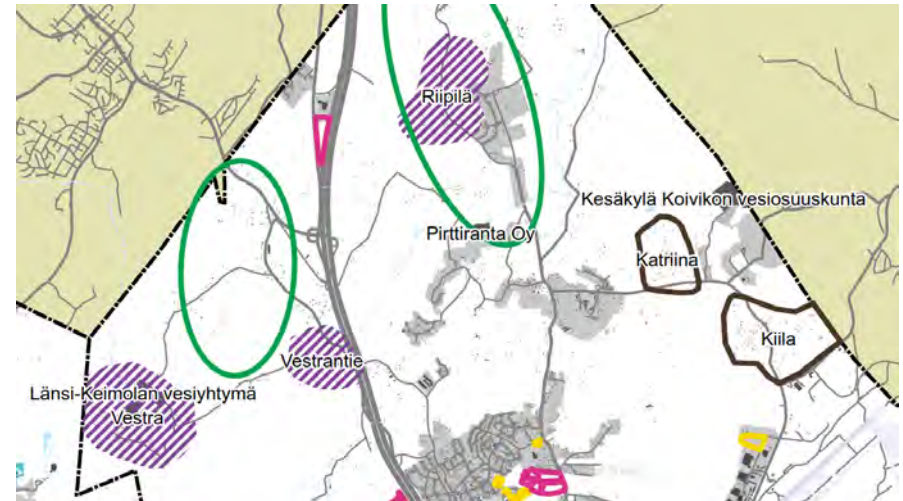 Riipilä
Kesäkylä Koivikon vesiosuuskunta
Pirttiranta Oy
Katriina
Kiila
Vestrantie
Länsi-Keimolan vesiyhtymä
Vestra